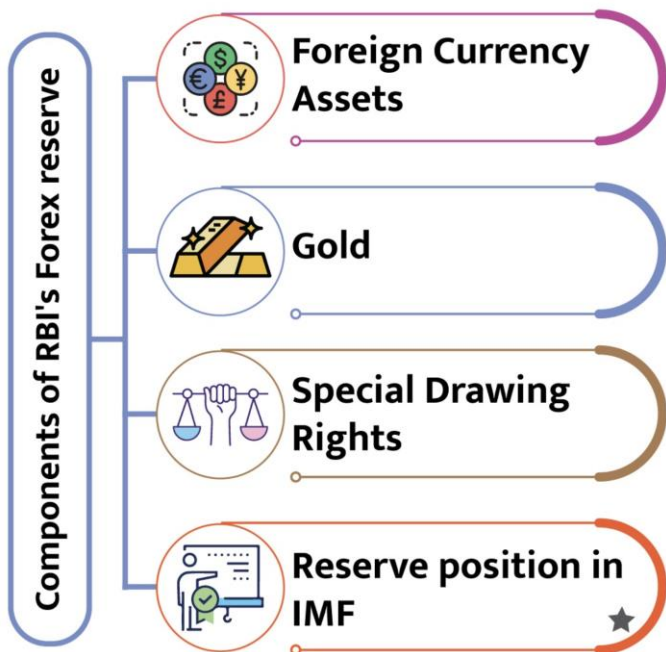 Components of RBI's Forex reserve
Foreign Currency
Assets
Gold
Special Drawing
Rights
Reserve position in
IMF